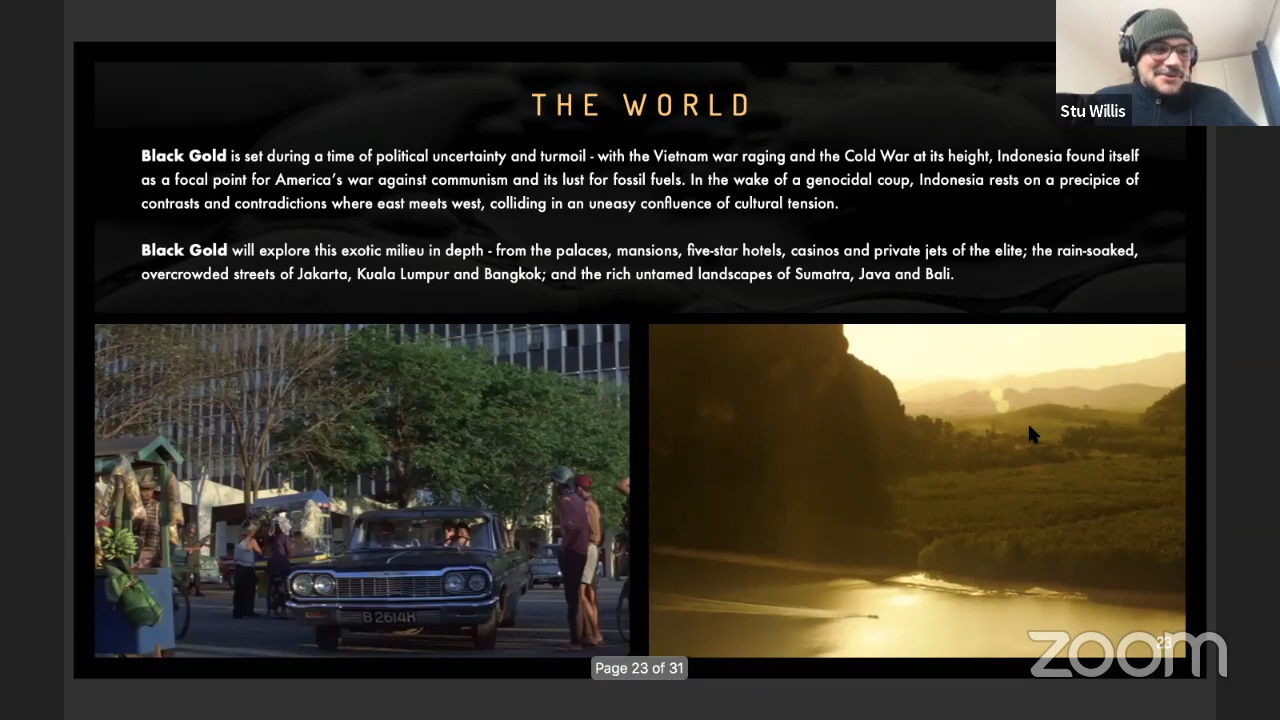 THE WORLD
Stu Willis
Black Gold is set during a time of political uncertainty and turmoil - with the Vietnam war raging and the Cold War at its height, Indonesia found itself
as a focal point for America's war against communism and its lust for fossil fuels. In the wake of a genocidal coup, Indonesia rests on a precipice of
contrasts and contradictions where east meets west, colliding in an uneasy confluence of cultural tension.
Black Gold will explore this exotic milieu in depth - from the palaces, mansions, five-star hotels, casinos and private jets of the elite; the rain-soaked,
overcrowded streets of Jakarta, Kuala Lumpur and Bangkok; and the rich untamed landscapes of Sumatra, Java and Bali.
B 2614H
23
zoom
Page 23 of 31